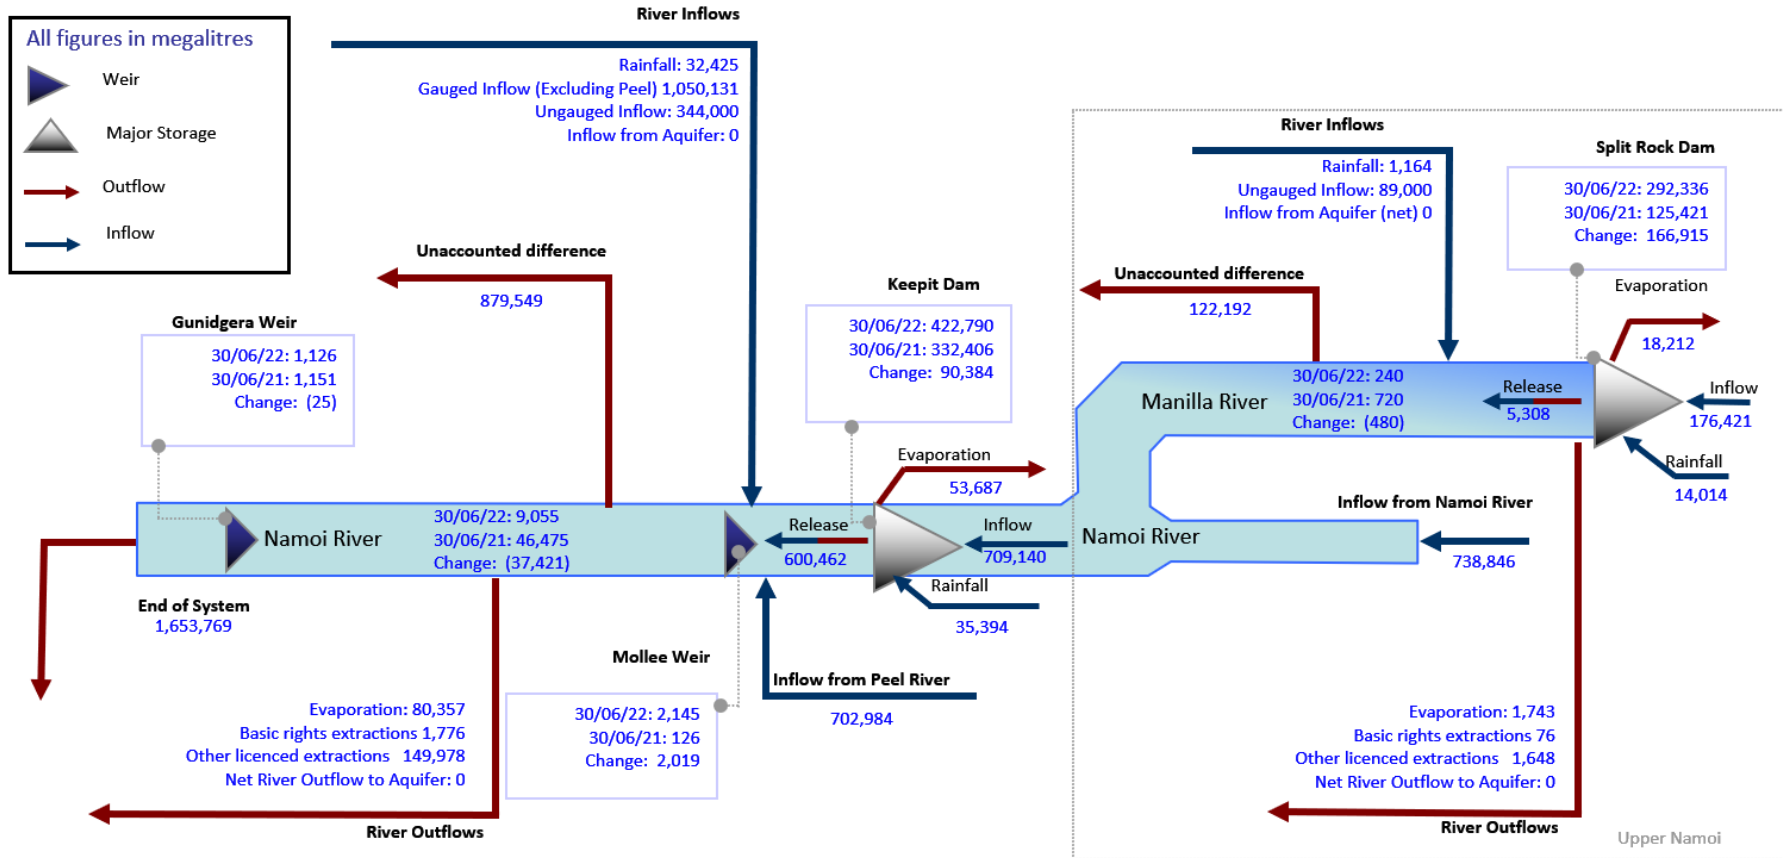 All figures in megalitres
Weir
Major Storage
Outflow
Inflow
River Inflows
Rainfall: 32,425
Gauged Inflow (Excluding Peel) 1,050,131
Ungauged Inflow: 344,000
Inflow from Aquifer: 0
River Inflows
Rainfall: 1,164
Ungauged Inflow: 89,000
Inflow from Aquifer (net) 0
Split Rock Dam
30/06/22: 292,336
30/06/21: 125,421
Change: 166,915
Evaporation
18,212
Unaccounted difference
879,549
Unaccounted difference
122,192
Keepit Dam
30/06/22: 422,790
30/06/21: 332,406
Change: 90,384
Gunidgera Weir
30/06/22: 1,126
30/06/21: 1,151
Change: (25)
Manilla River
30/06/22: 240
30/06/21: 720
Change: (480)
Release
5,308
Inflow
176,421
Rainfall
14,014
Evaporation
53,687
Inflow from Namoi River
738,846
Namoi River
30/06/22: 9,055
30/06/21: 46,475
Change: (37,421)
Release
600,462
Inflow
709,140
Namoi River
Rainfall
35,394
End of System
1,653,769
Mollee Weir
30/06/22: 2,145
30/06/21: 126
Change: 2,019
Inflow from Peel River
702,984
Evaporation: 80,357
Basic rights extractions 1,776
Other licenced extractions 149,978
Net River Outflow to Aquifer: 0
River Outflows
Evaporation: 1,743
Basic rights extractions 76
Other licenced extractions 1,648
Net River Outflow to Aquifer: 0
River Outflows
Upper Namoi